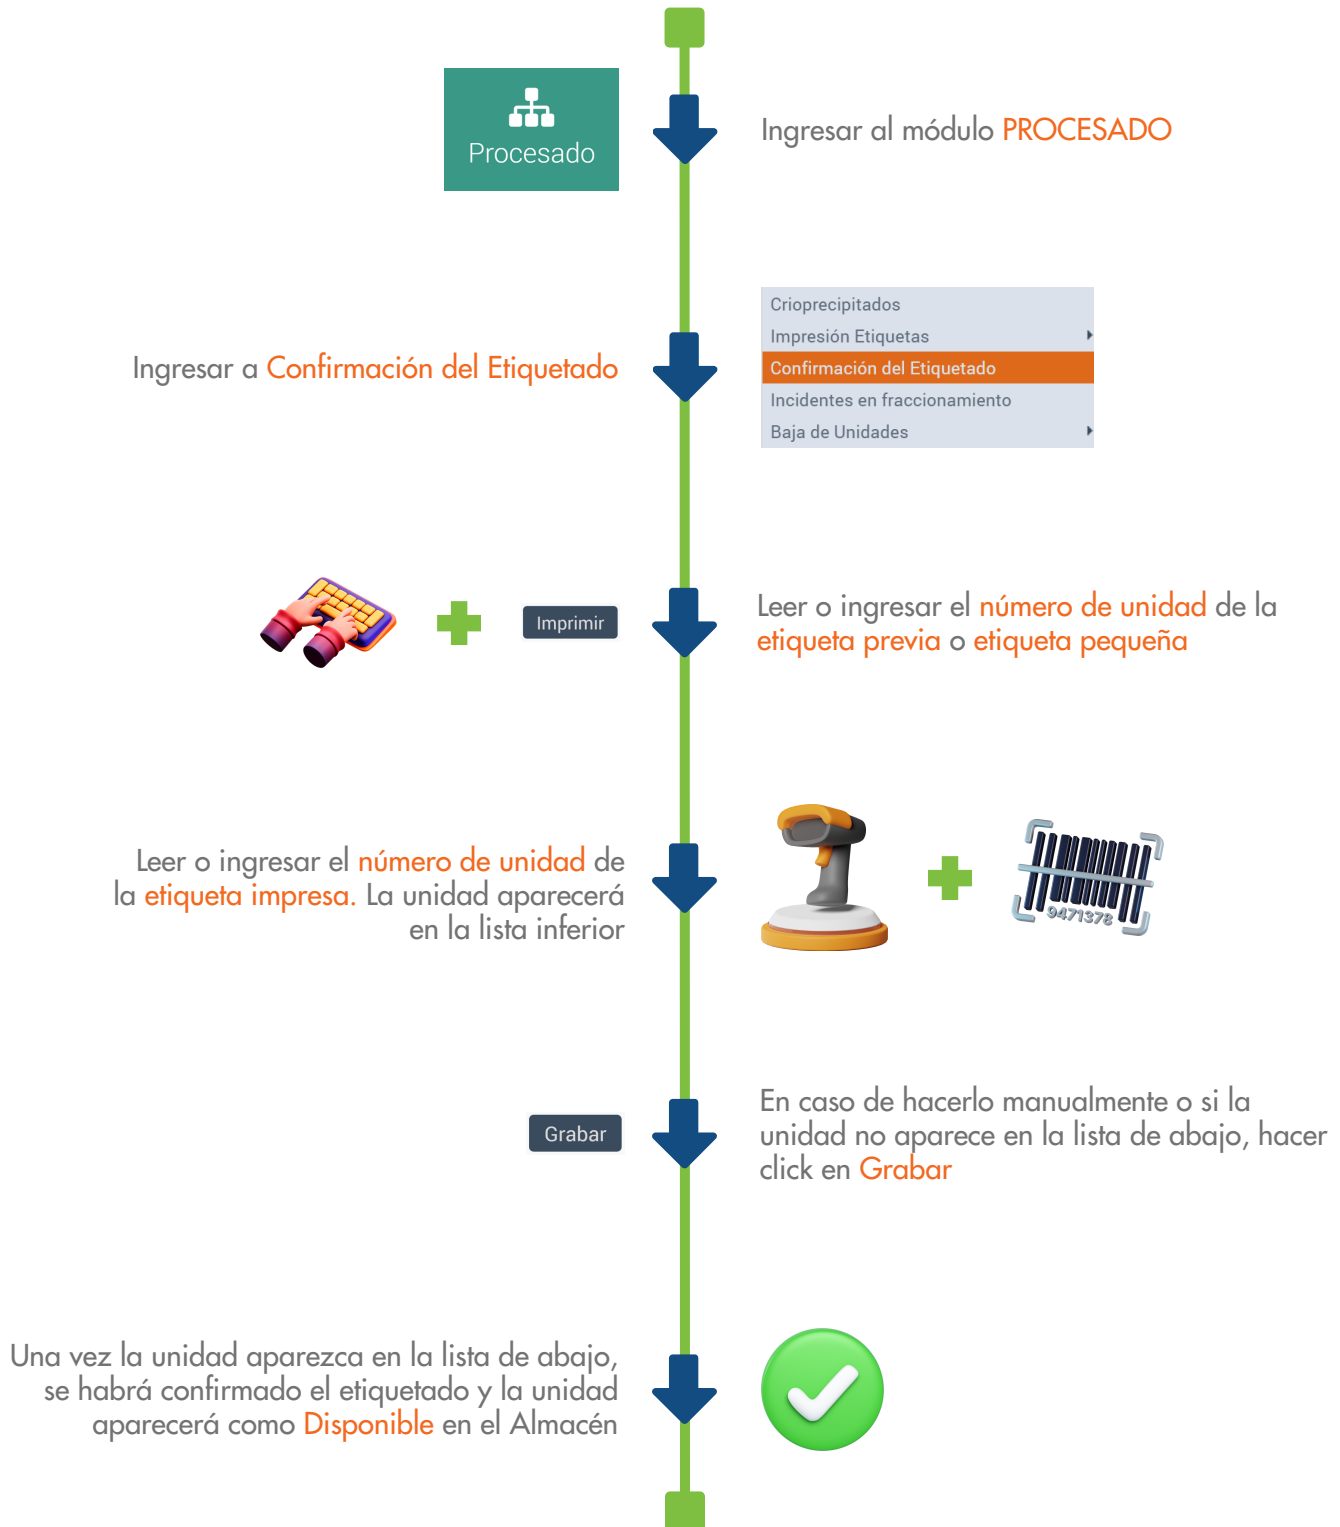 Procesado
Ingresar al módulo PROCESADO
Ingresar a Confirmación del Etiquetado
Crioprecipitados
Impresión Etiquetas
Confirmación del Etiquetado
Incidentes en fraccionamiento
Baja de Unidades
Imprimir
Leer o ingresar el número de unidad de la
etiqueta previa o etiqueta pequeña
Leer o ingresar el número de unidad de
la etiqueta impresa. La unidad aparecerá
en la lista inferior
9471378
Grabar
En caso de hacerlo manualmente o si la
unidad no aparece en la lista de abajo, hacer
click en Grabar
Una vez la unidad aparezca en la lista de abajo,
se habrá confirmado el etiquetado y la unidad
aparecerá como Disponible en el Almacén